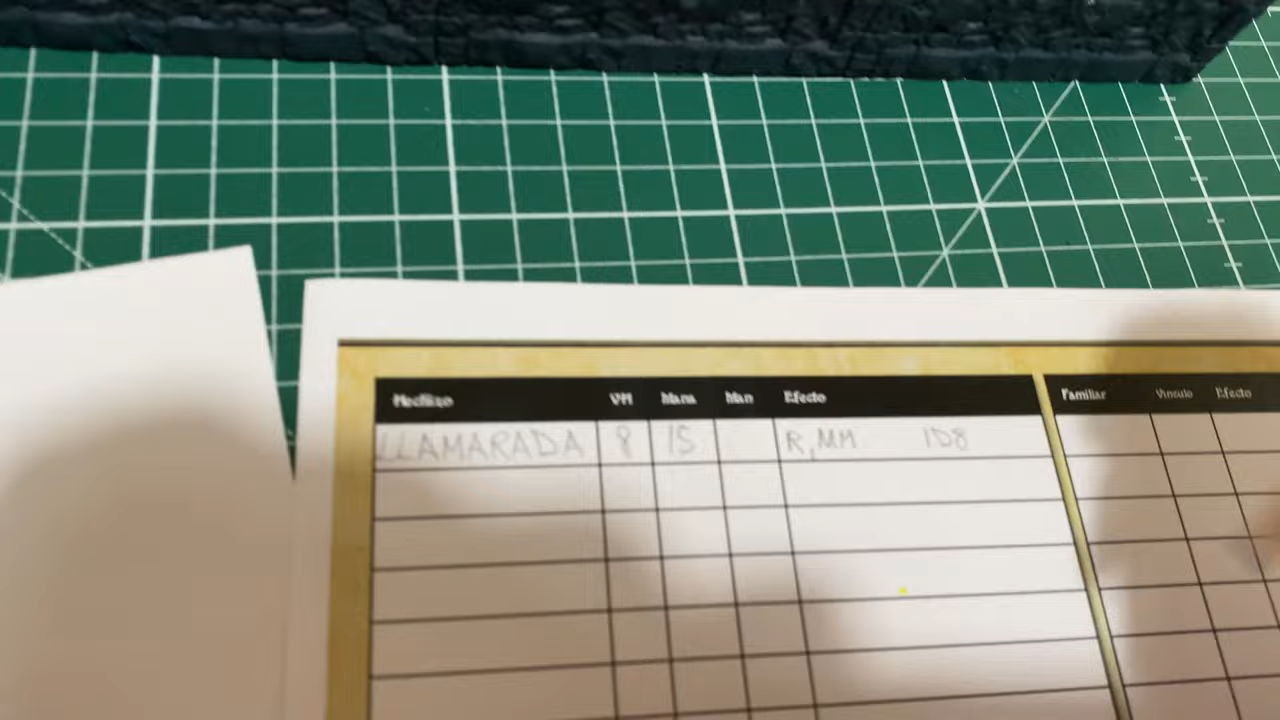 Hechizo VM Mana Man Efecto Familiar Vinculo Efecto
LLAMARADA 8 15 R,MM 1D8